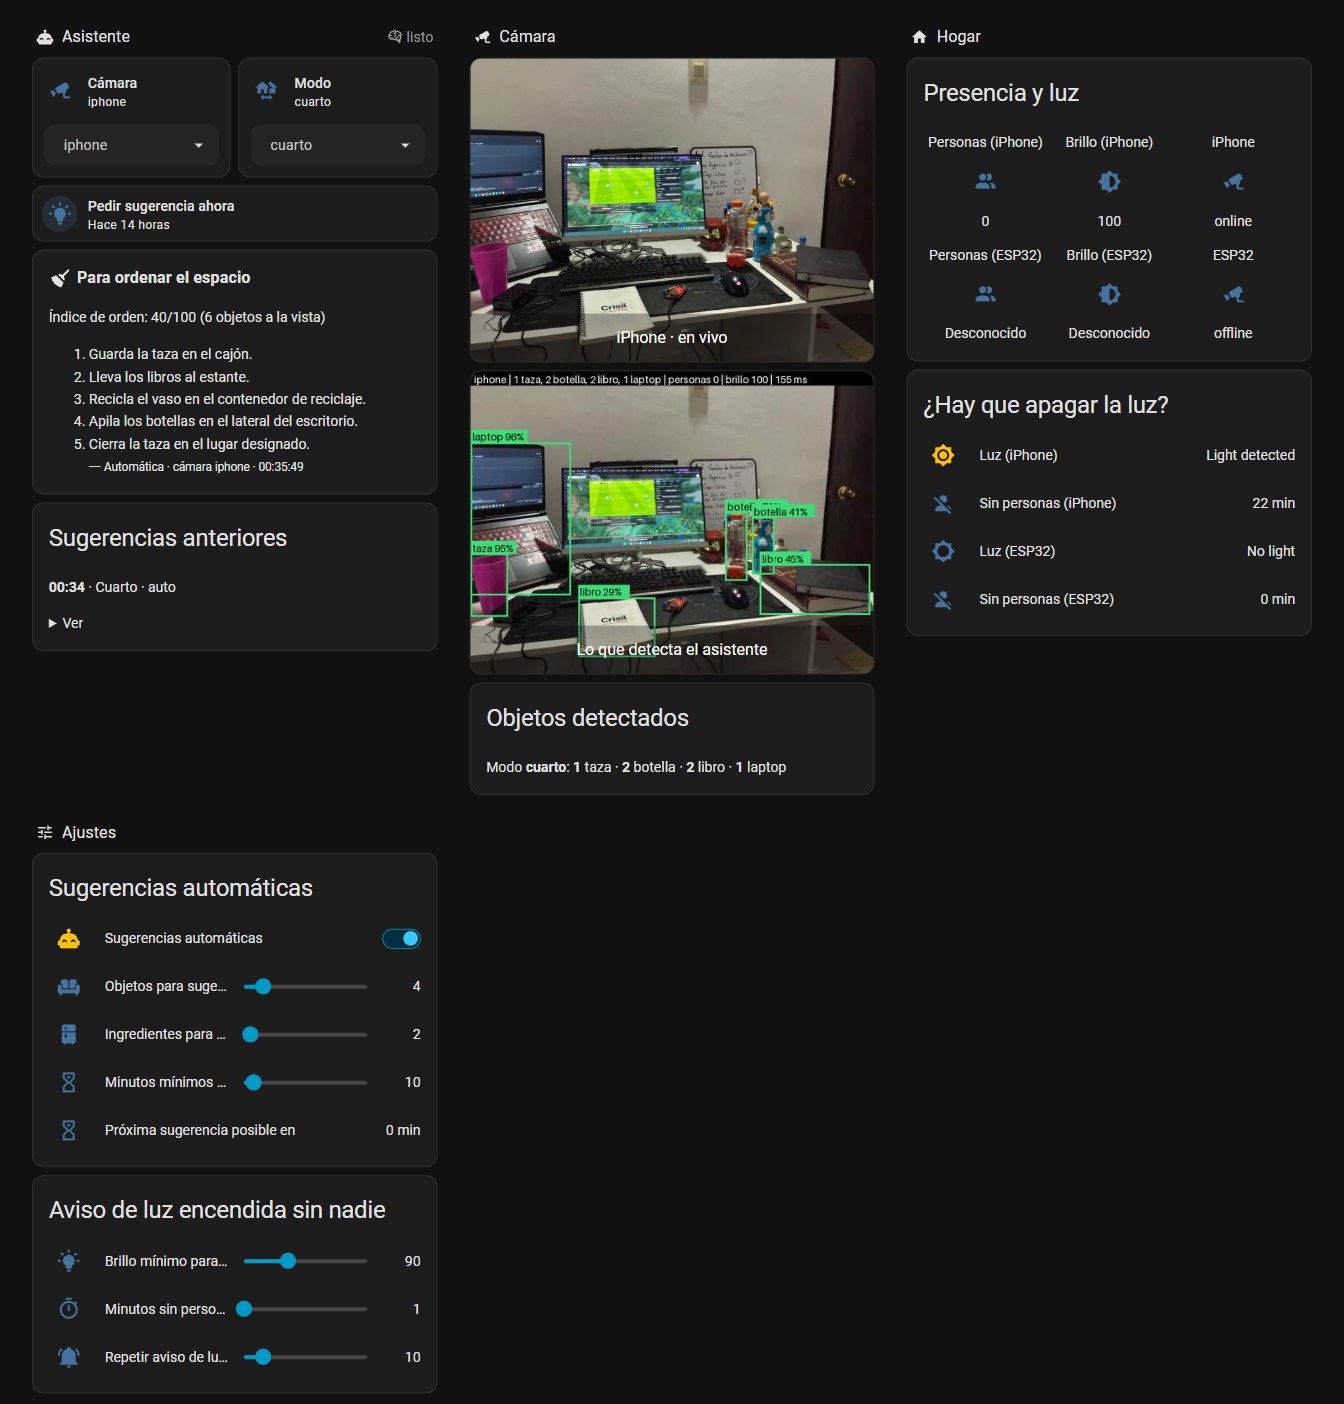 Asistente
listo
Cámara
iphone
iphone
Modo
cuarto
cuarto
Pedir sugerencia ahora
Hace 14 horas
Para ordenar el espacio
Índice de orden: 40/100 (6 objetos a la vista)
1. Guarda la taza en el cajón.
2. Lleva los libros al estante.
3. Recicla el vaso en el contenedor de reciclaje.
4. Apila los botellas en el lateral del escritorio.
5. Cierra la taza en el lugar designado.
— Automática · cámara iphone · 00:35:49
Sugerencias anteriores
00:34 · Cuarto · auto
Ver
Cámara
Crisil
iPhone · en vivo
iphone | 1 taza, 2 botella, 2 libro, 1 laptop | personas 0 | brillo 100 | 155 ms
laptop 96%
botella 41%
taza 95%
libro 45%
libro 29%
Crisil
Lo que detecta el asistente
Objetos detectados
Modo cuarto: 1 taza · 2 botella · 2 libro · 1 laptop
Hogar
Presencia y luz
Personas (iPhone) Brillo (iPhone) iPhone
0 100 online
Personas (ESP32) Brillo (ESP32) ESP32
Desconocido Desconocido offline
¿Hay que apagar la luz?
Luz (iPhone) Light detected
Sin personas (iPhone) 22 min
Luz (ESP32) No light
Sin personas (ESP32) 0 min
Ajustes
Sugerencias automáticas
Sugerencias automáticas
Objetos para suge... 4
Ingredientes para ... 2
Minutos mínimos ... 10
Próxima sugerencia posible en 0 min
Aviso de luz encendida sin nadie
Brillo mínimo para... 90
Minutos sin perso... 1
Repetir aviso de lu... 10